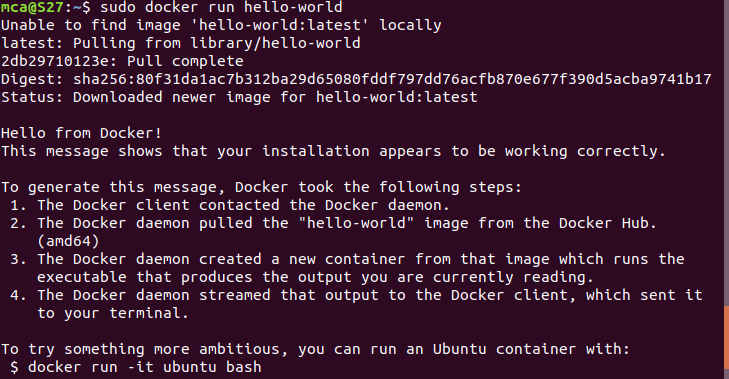 mca@S27:~$ sudo docker run hello-world
Unable to find image 'hello-world:latest' locally
latest: Pulling from library/hello-world
2db29710123e: Pull complete
Digest: sha256:80f31da1ac7b312ba29d65080fddf797dd76acfb870e677f390d5acba9741b17
Status: Downloaded newer image for hello-world:latest

Hello from Docker!
This message shows that your installation appears to be working correctly.

To generate this message, Docker took the following steps:
 1. The Docker client contacted the Docker daemon.
 2. The Docker daemon pulled the "hello-world" image from the Docker Hub.
    (amd64)
 3. The Docker daemon created a new container from that image which runs the
    executable that produces the output you are currently reading.
 4. The Docker daemon streamed that output to the Docker client, which sent it
    to your terminal.

To try something more ambitious, you can run an Ubuntu container with:
 $ docker run -it ubuntu bash